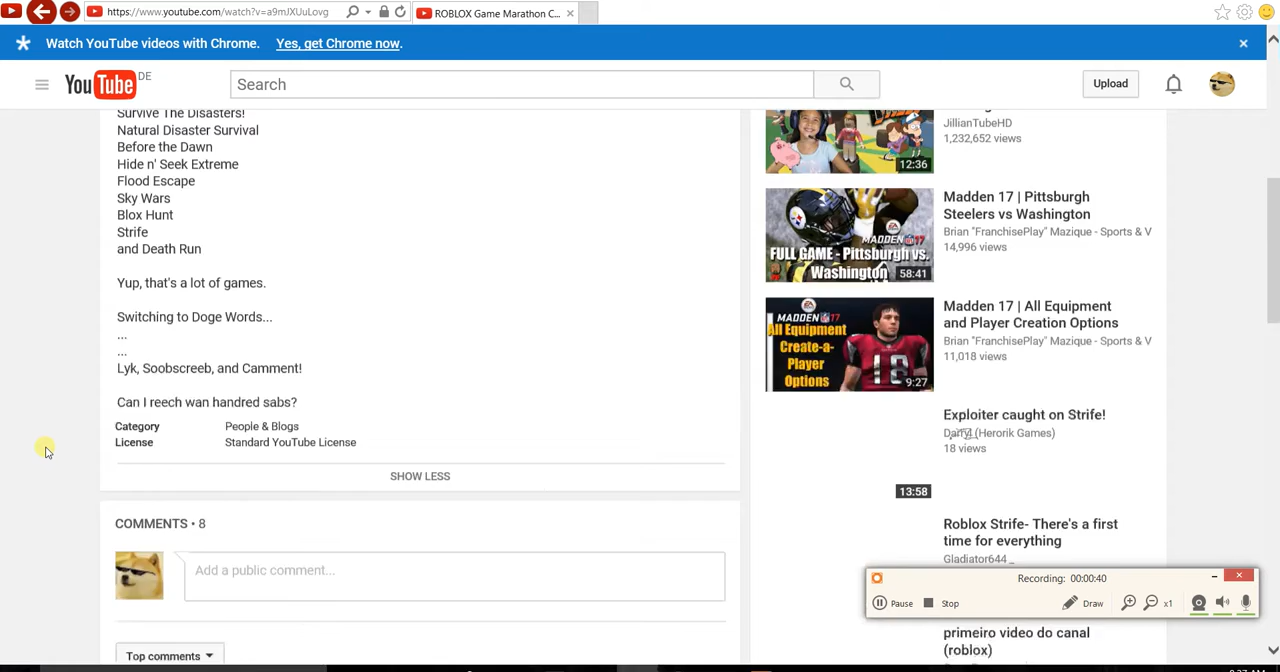 https://www.youtube.com/watch?v=a9mJXUuLovg
ROBLOX Game Marathon C...
Watch YouTube videos with Chrome. Yes, get Chrome now.
YouTube DE
Search
Upload
Survive The Disasters!
Natural Disaster Survival
Before the Dawn
Hide n' Seek Extreme
Flood Escape
Sky Wars
Blox Hunt
Strife
and Death Run
Yup, that's a lot of games.
Switching to Doge Words...
...
...
Lyk, Soobscreeb, and Camment!
Can I reech wan handred sabs?
Category People & Blogs
License Standard YouTube License
SHOW LESS
COMMENTS • 8
Add a public comment...
Top comments
JillianTubeHD
1,232,652 views
12:36
Madden 17 | Pittsburgh
Steelers vs Washington
Brian "FranchisePlay" Mazique - Sports & V
14,996 views
MADDEN 17
FULL GAME - Pittsburgh vs.
Washington
58:41
Madden 17 | All Equipment
and Player Creation Options
Brian "FranchisePlay" Mazique - Sports & V
11,018 views
MADDEN 17
All Equipment
Create-a-
Player
Options
18
9:27
Exploiter caught on Strife!
Darryl (Herorik Games)
18 views
13:58
Roblox Strife- There's a first
time for everything
Gladiator644_
Recording: 00:00:40
Pause Stop Draw x1
primeiro video do canal
(roblox)